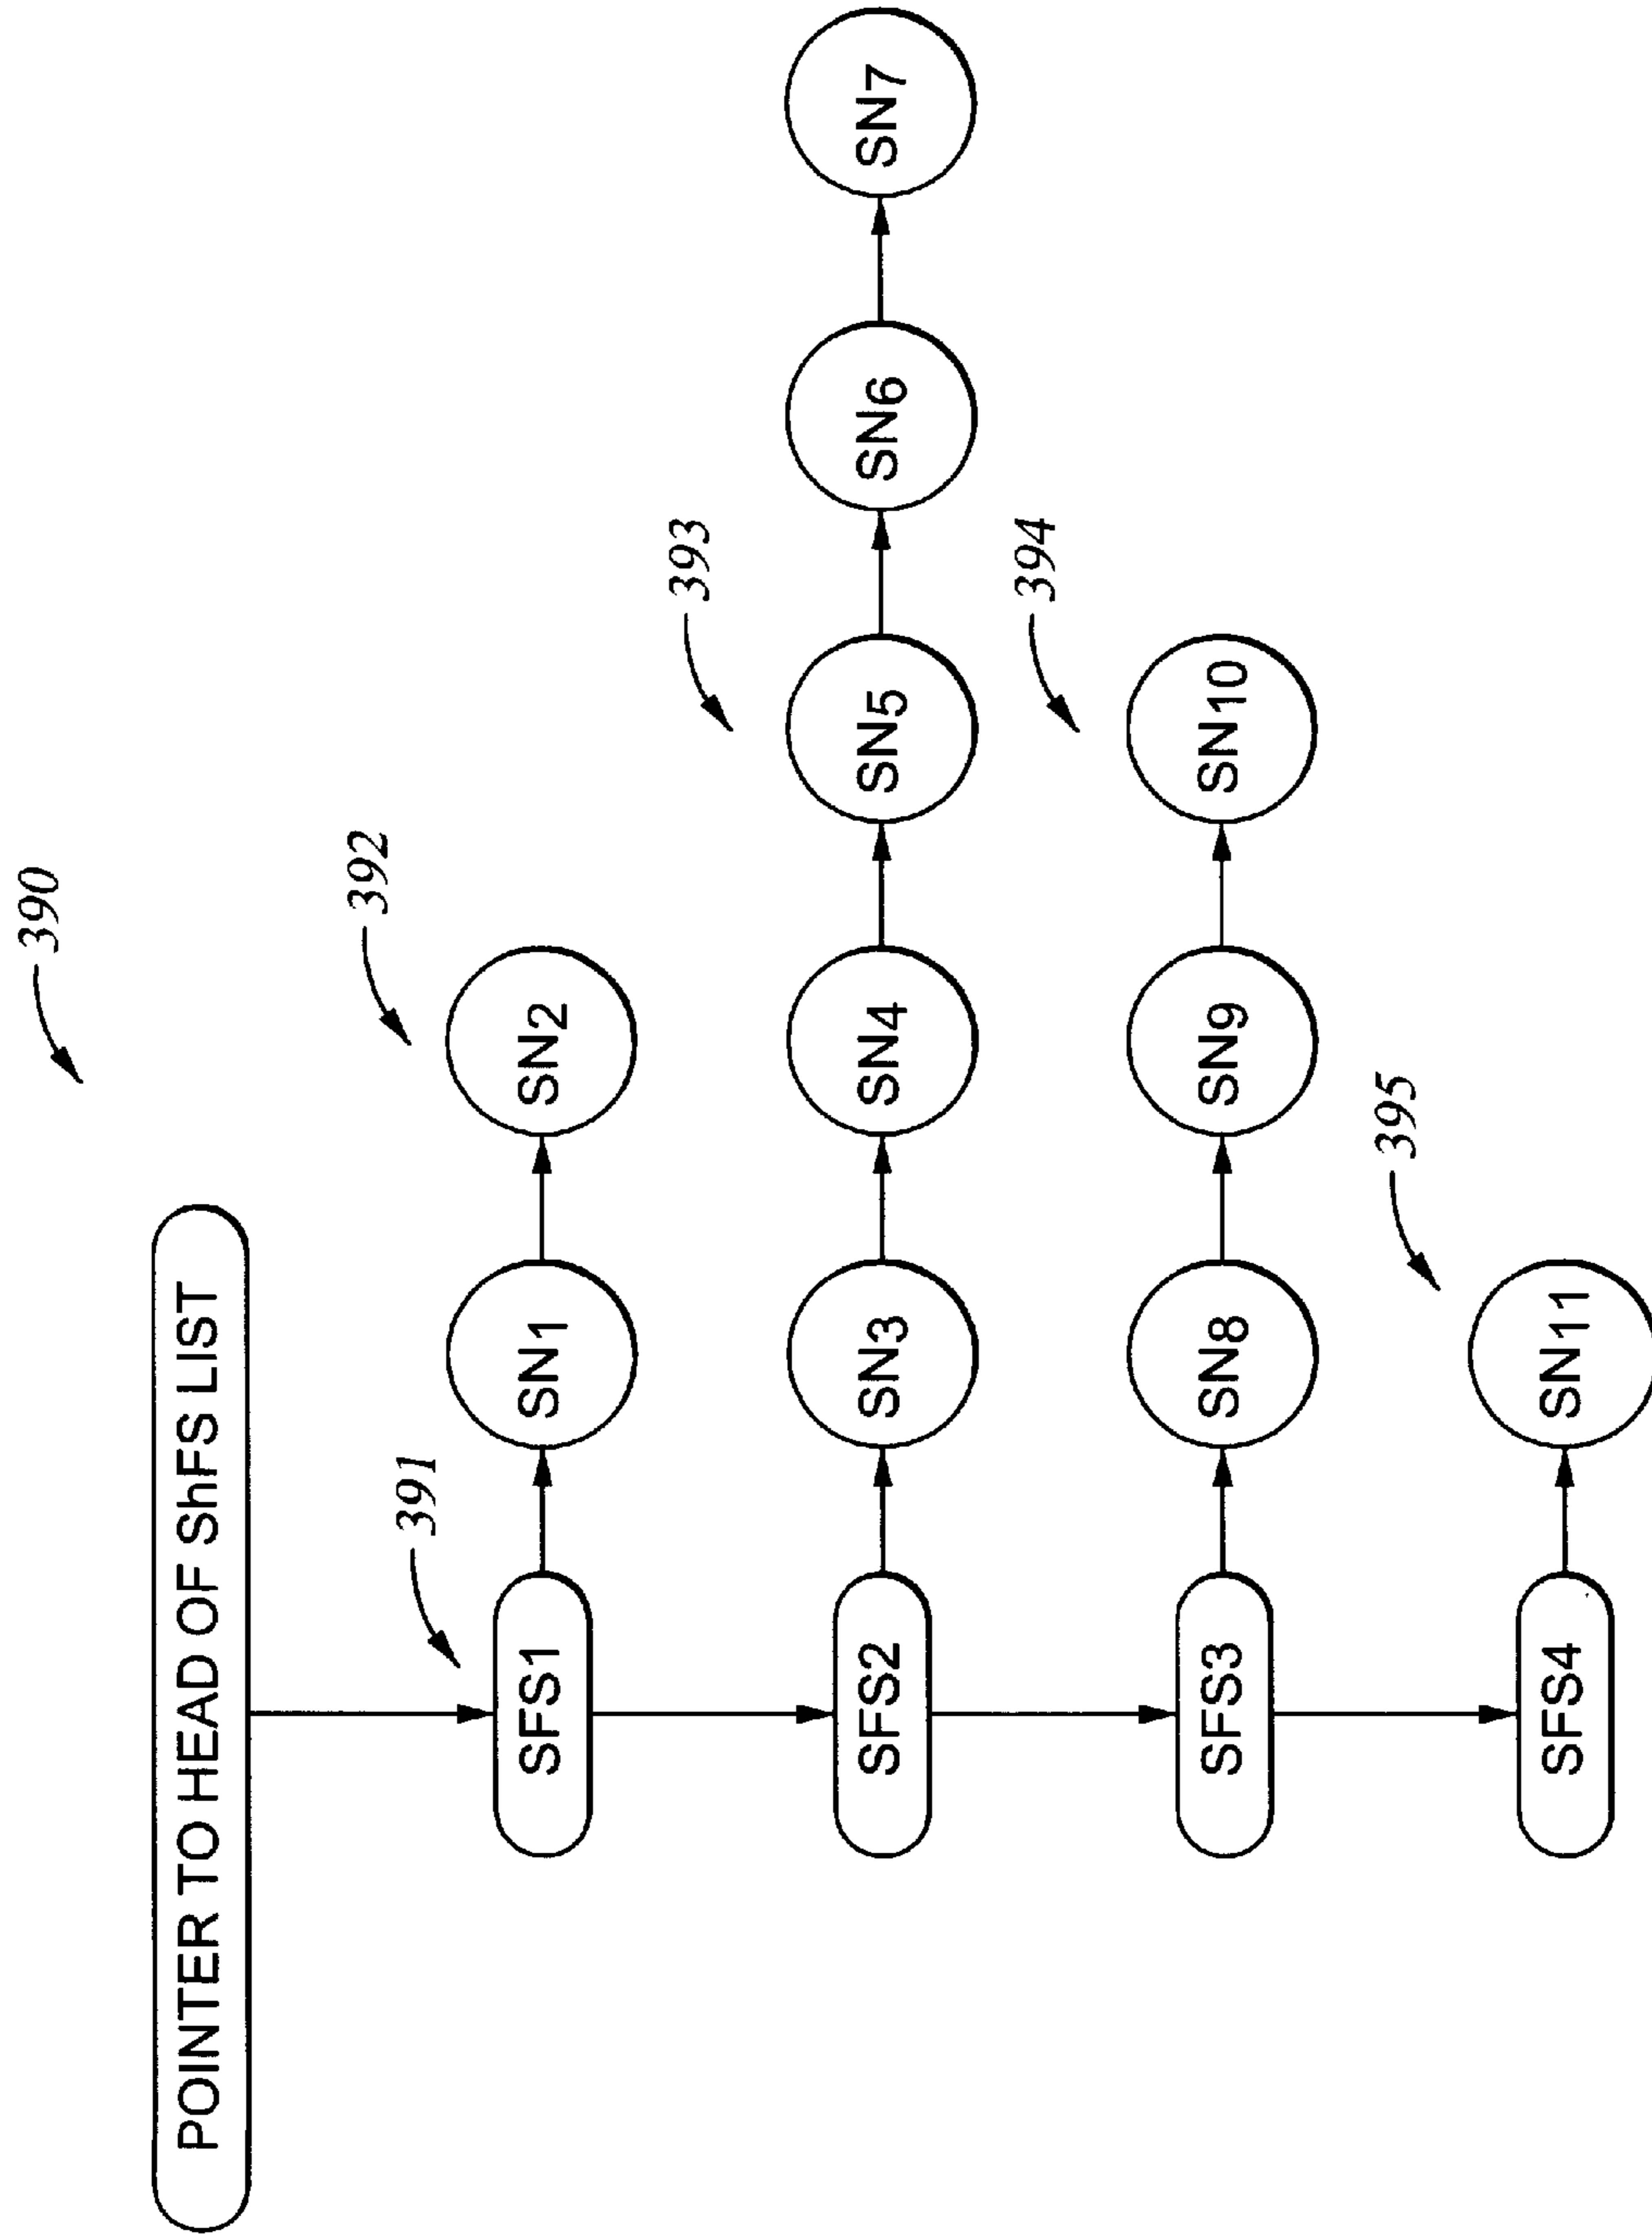 390
POINTER TO HEAD OF ShFS LIST
391
392
SFS1
SN1
SN2
393
SFS2
SN3
SN4
SN5
SN6
SN7
394
SFS3
SN8
SN9
SN10
395
SFS4
SN11